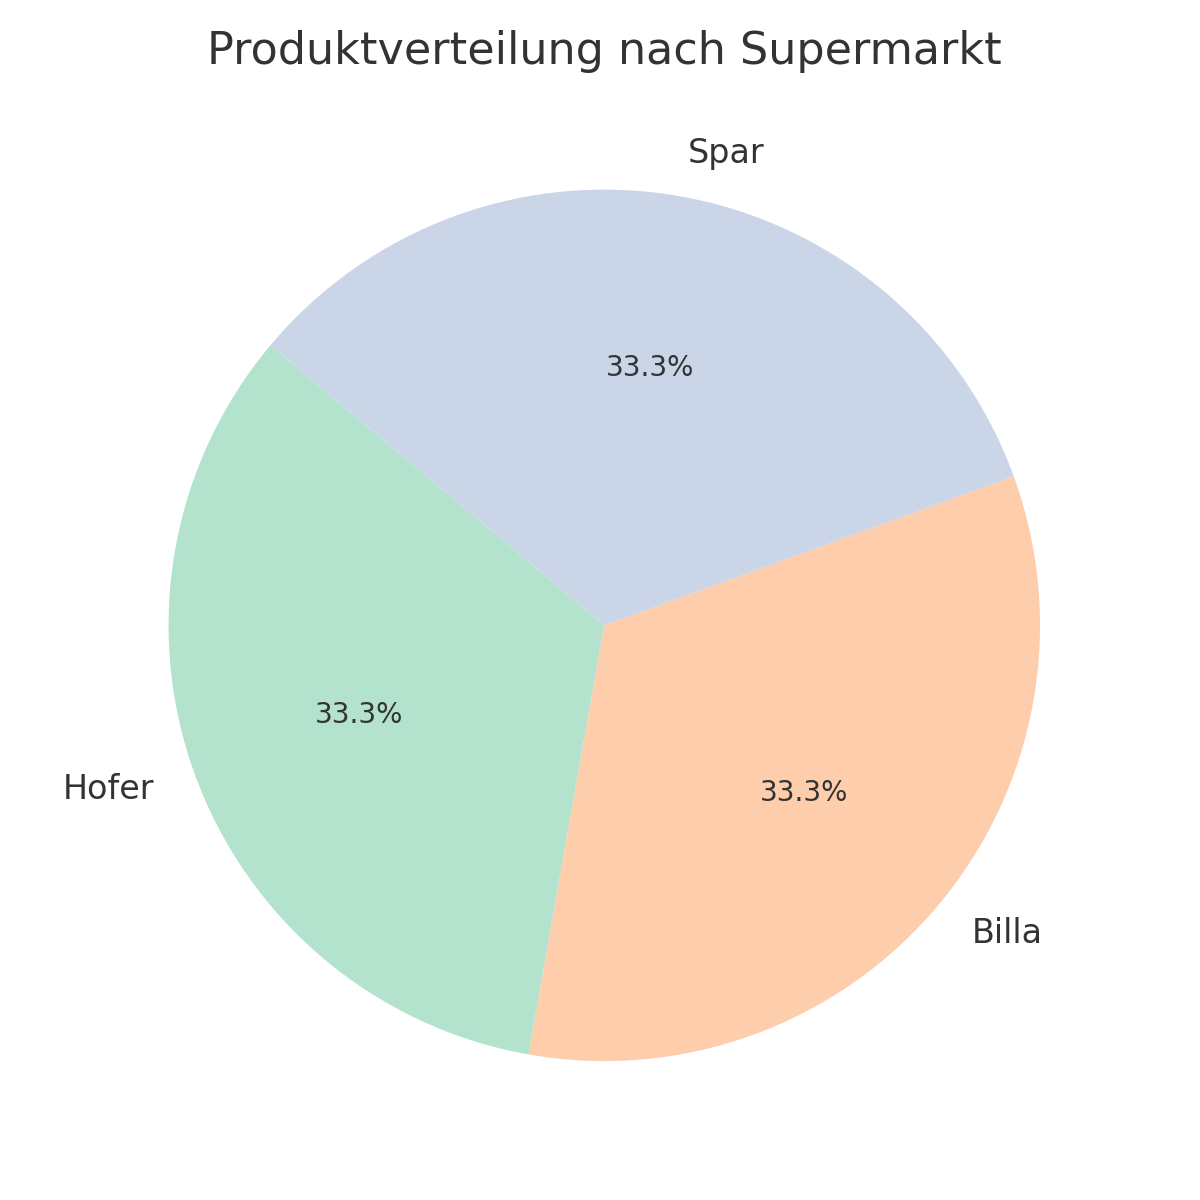 Produktverteilung nach Supermarkt
Spar
33.3%
33.3%
Hofer
33.3%
Billa